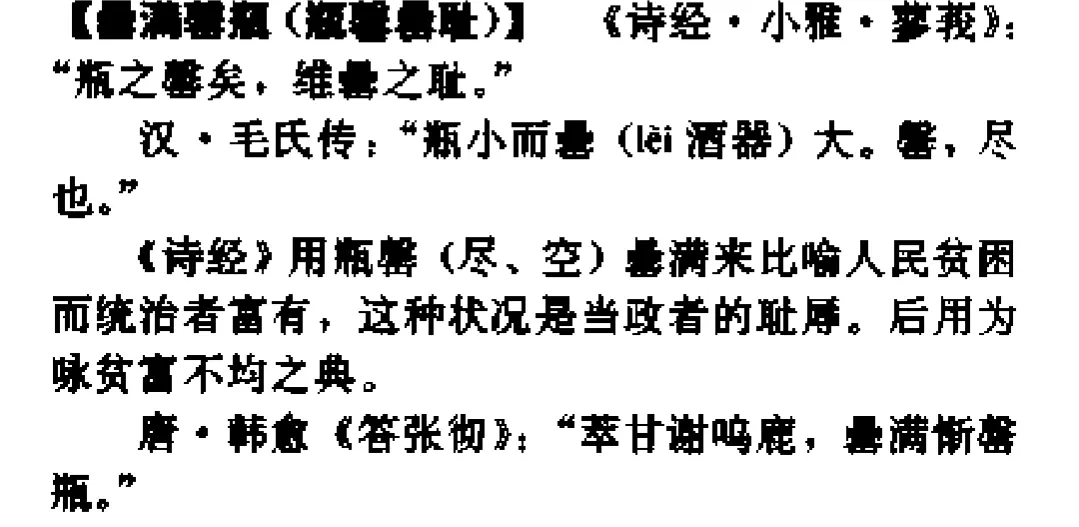 【罍满罄瓶（瓶罄罍耻）】　《诗经·小雅·蓼莪》：
“瓶之罄矣，维罍之耻。”
汉·毛氏传：“瓶小而罍（lěi 酒器）大。罄，尽
也。”
《诗经》用瓶罄（尽、空）罍满来比喻人民贫困
而统治者富有，这种状况是当政者的耻辱。后用为
咏贫富不均之典。
唐·韩愈《答张彻》：“萃甘谢鸣鹿，罍满惭罄
瓶。”